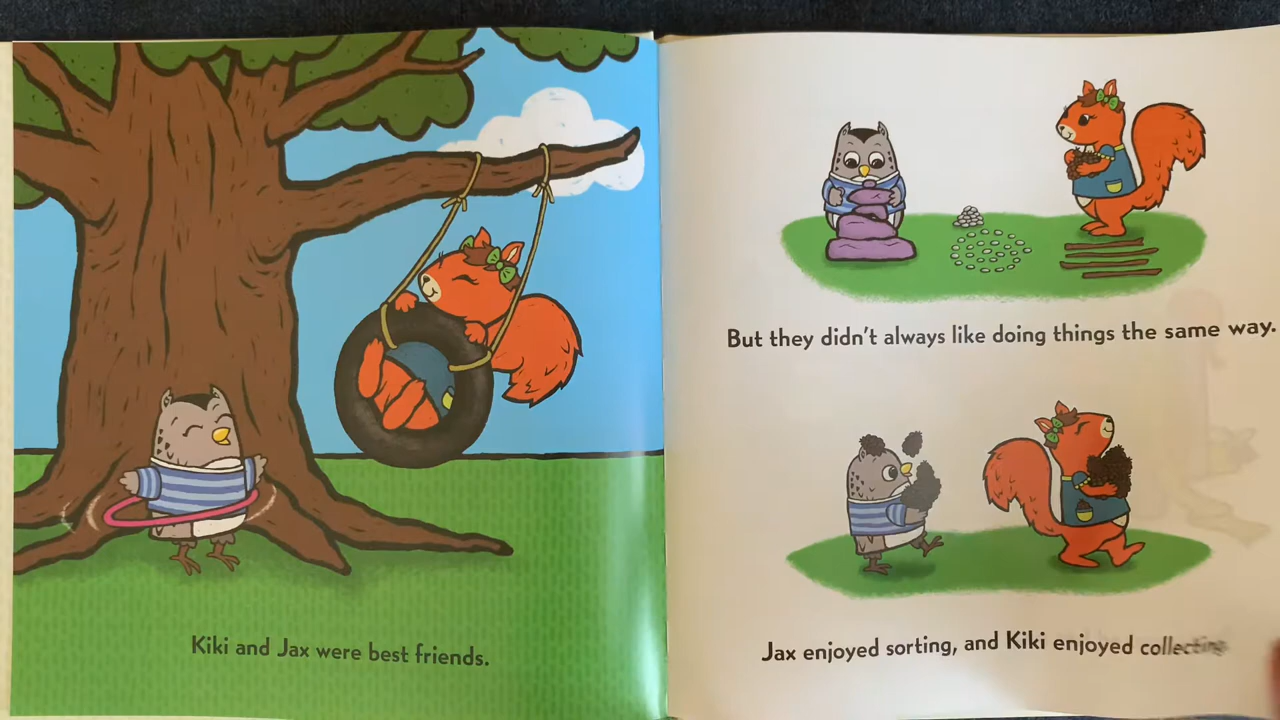 Kiki and Jax were best friends.
But they didn't always like doing things the same way.
Jax enjoyed sorting, and Kiki enjoyed collecting.